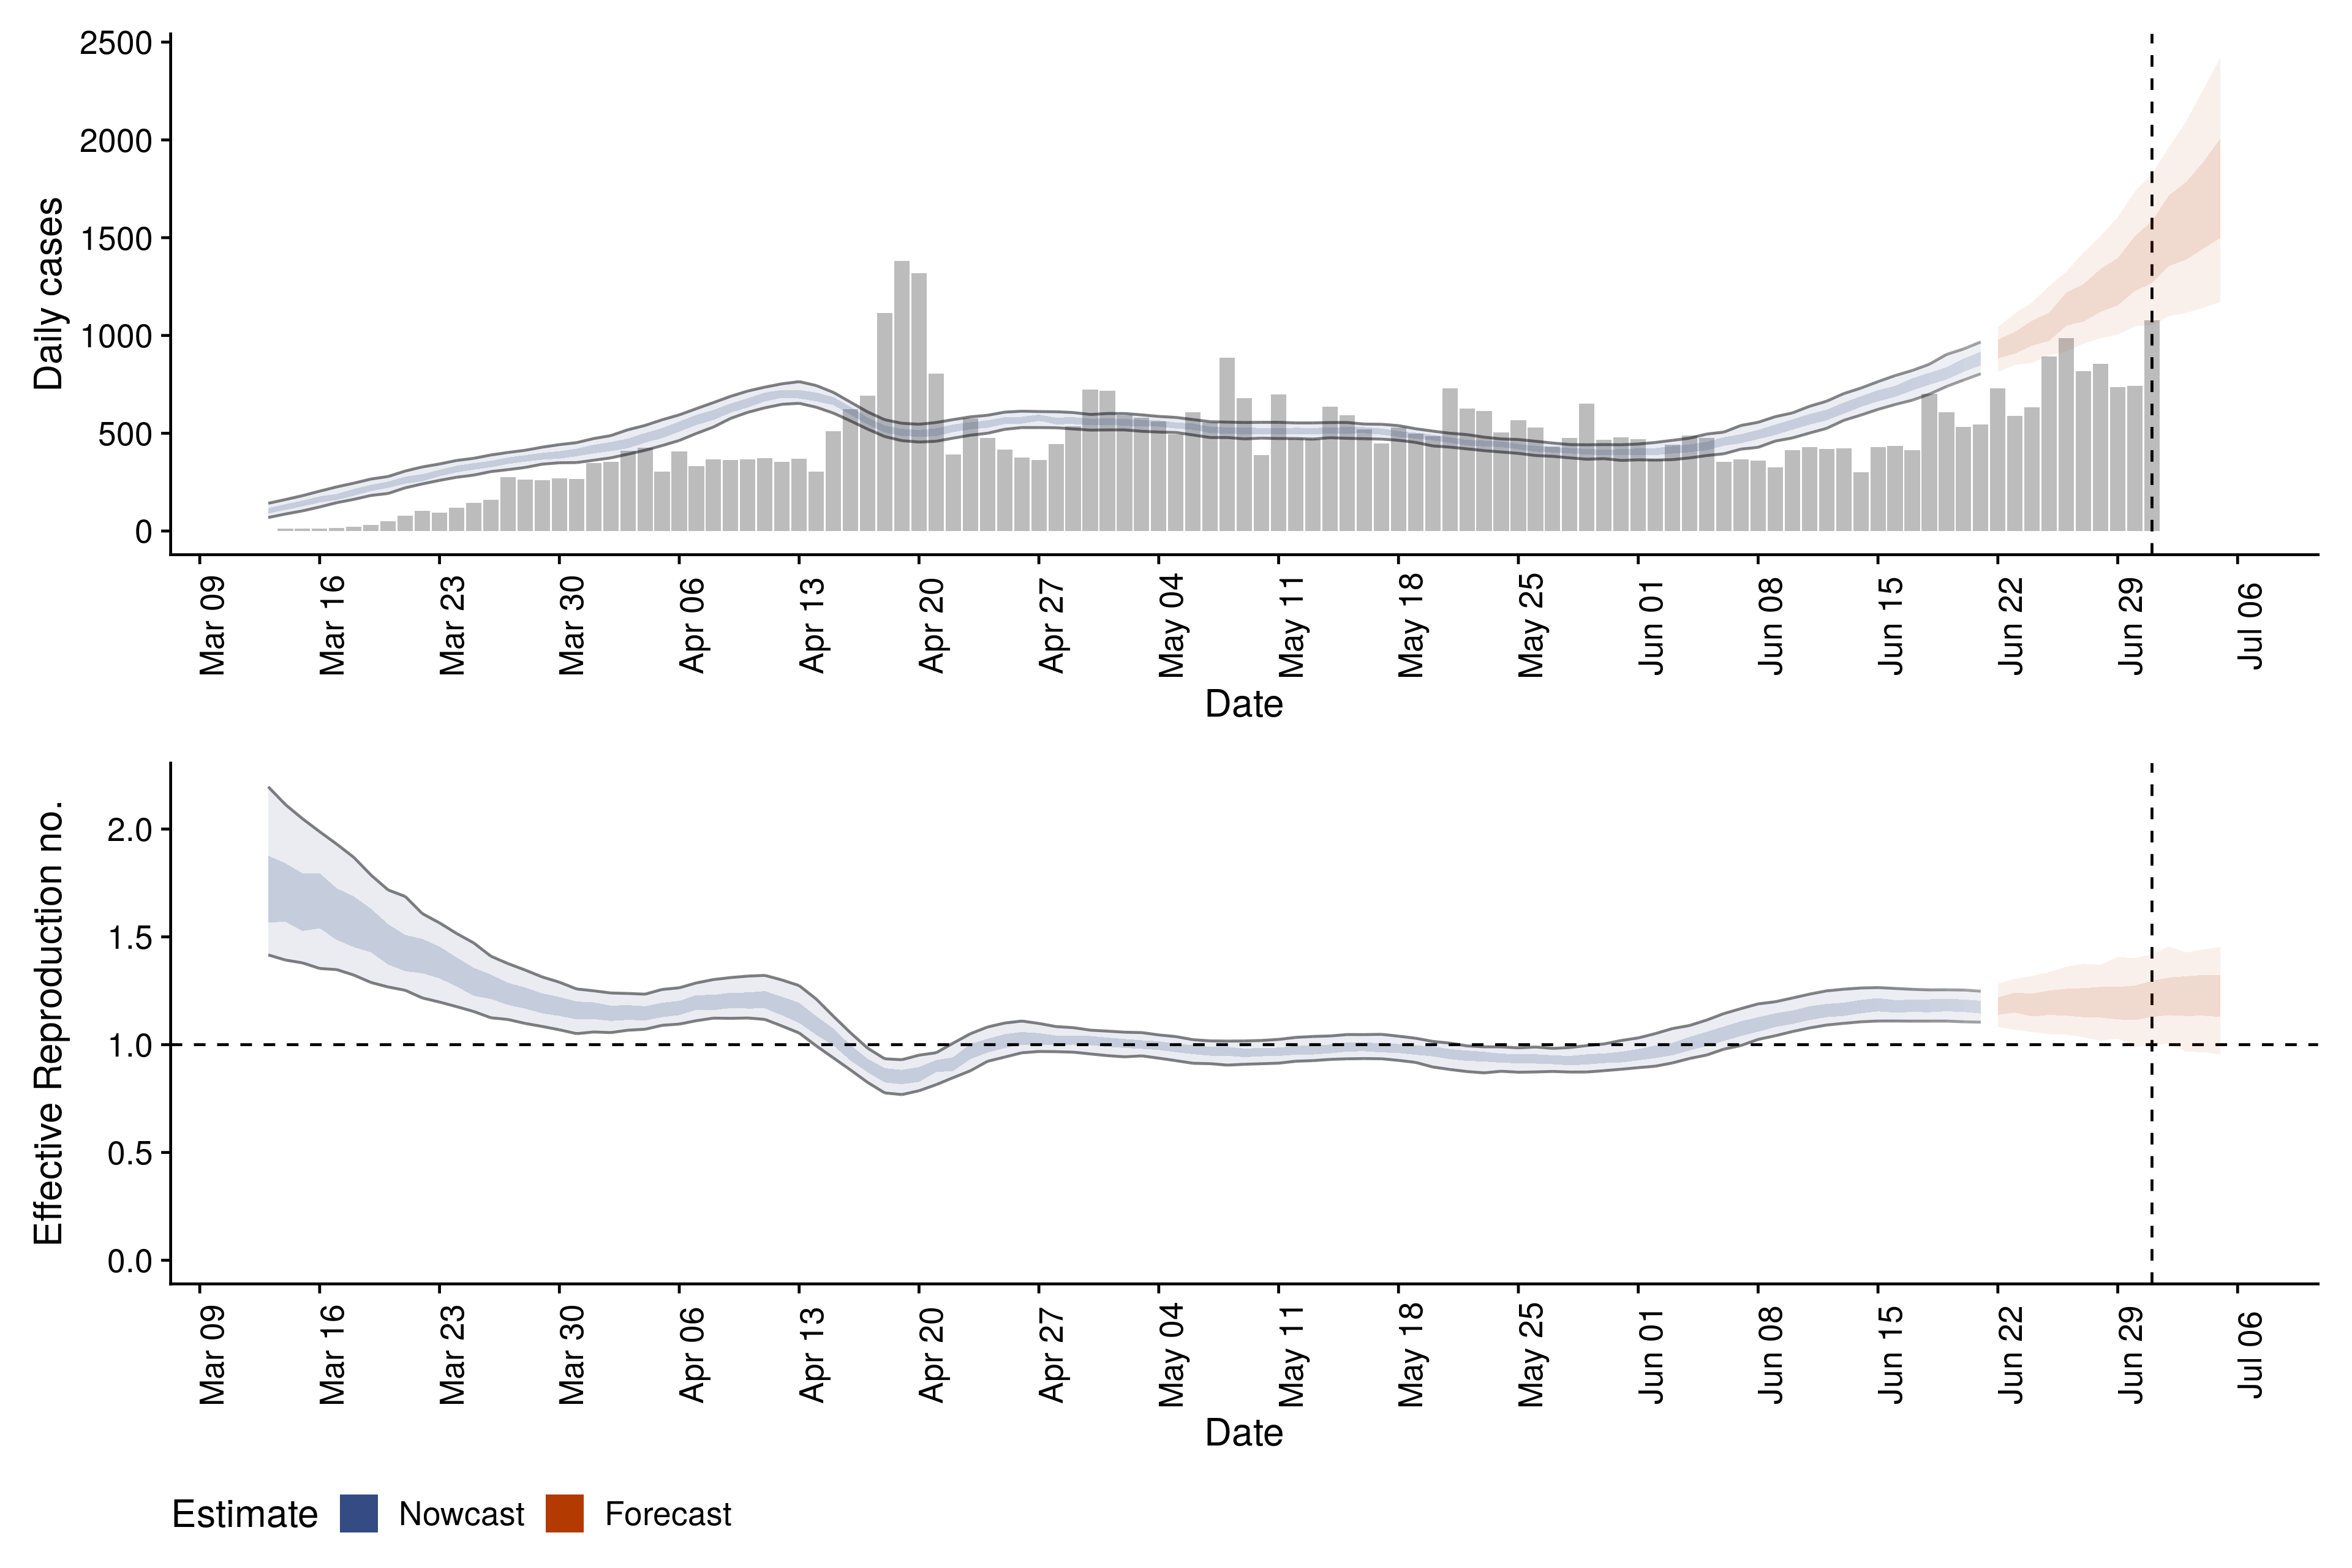 Daily cases
2500
2000
1500
1000
500
0
Mar 09
Mar 16
Mar 23
Mar 30
Apr 06
Apr 13
Apr 20
Apr 27
May 04
May 11
May 18
May 25
Jun 01
Jun 08
Jun 15
Jun 22
Jun 29
Jul 06
Date
Effective Reproduction no.
2.0
1.5
1.0
0.5
0.0
Mar 09
Mar 16
Mar 23
Mar 30
Apr 06
Apr 13
Apr 20
Apr 27
May 04
May 11
May 18
May 25
Jun 01
Jun 08
Jun 15
Jun 22
Jun 29
Jul 06
Date
Estimate Nowcast Forecast